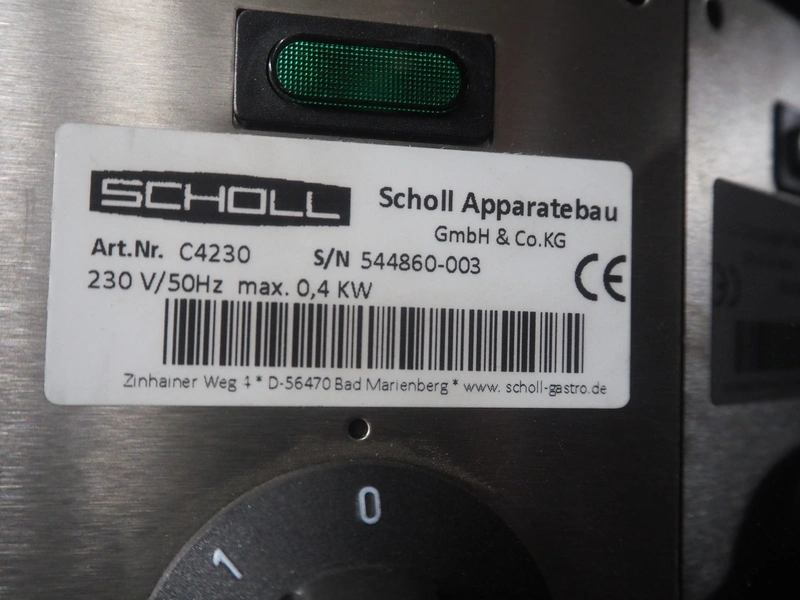 SCHOLL
Scholl Apparatebau
GmbH & Co.KG
Art.Nr. C4230 S/N 544860-003
230 V/50Hz max. 0,4 KW
CE
Zinhainer Weg 4 * D-56470 Bad Marienberg * www. scholl-gastro.de
0
1